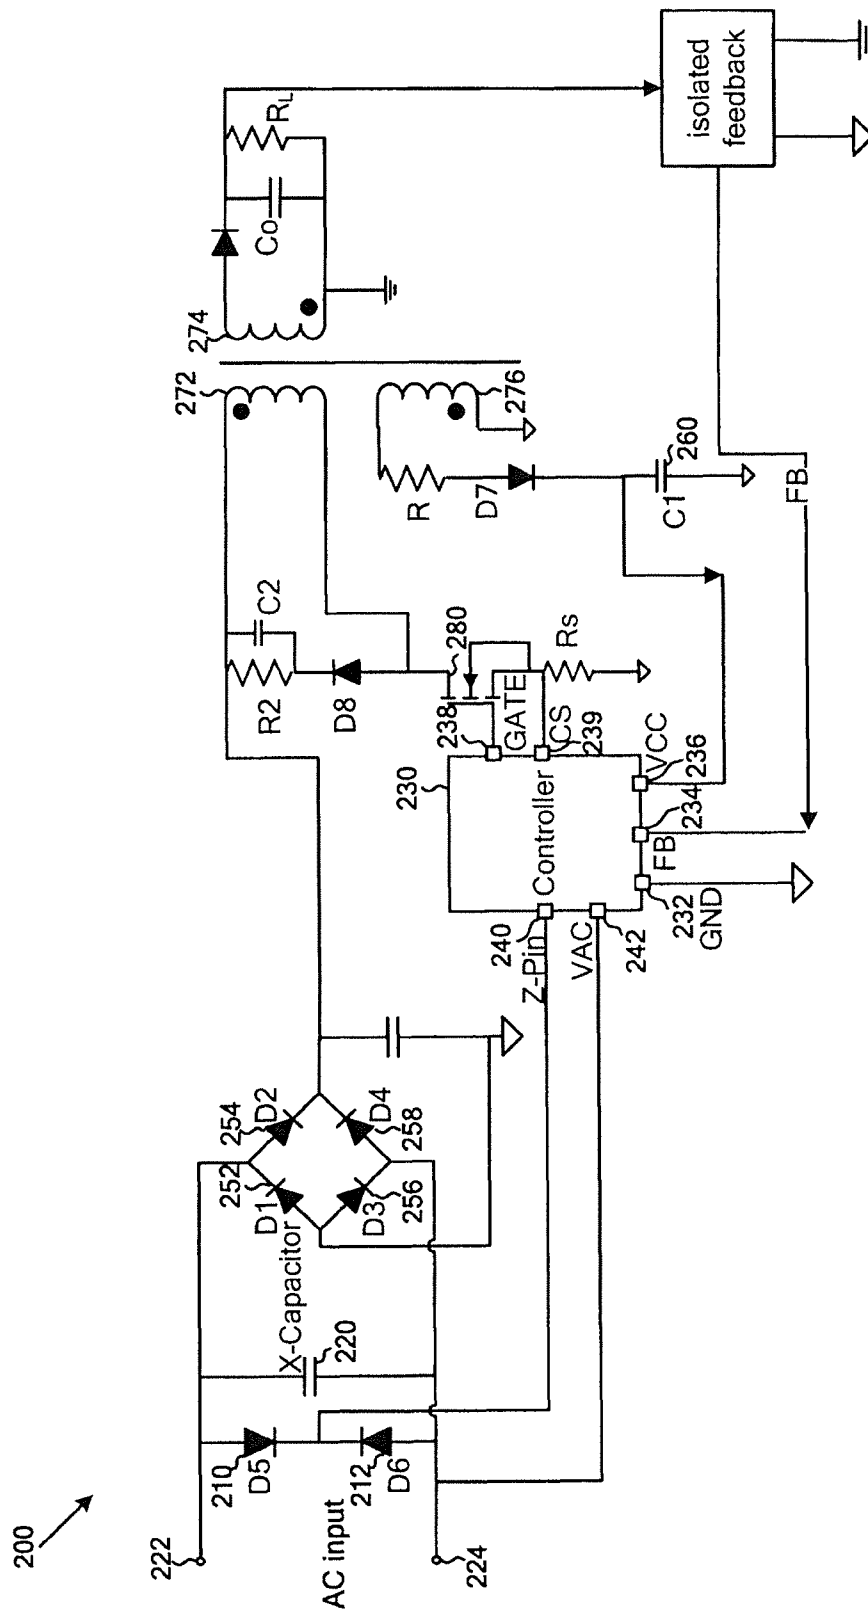 200
222
AC input
224
210
D5
212
D6
X-Capacitor
220
252
D1
254
D2
D3
256
D4
258
Z-Pin
240
VAC
242
230
Controller
238
GATE
CS
239
VCC
236
234
FB
232
GND
R2
C2
D8
280
Rs
272
274
276
R
D7
C1
260
Co
RL
FB
isolated
feedback